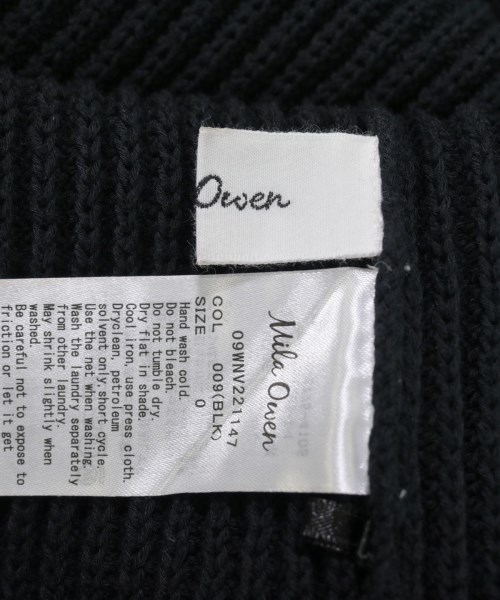 Owen
Mila Owen
09WNV221147
COL 009(BLK)
SIZE 0
Hand wash cold.
Do not bleach.
Do not tumble dry.
Dry flat in shade.
Cool iron, use press cloth.
Dryclean, petroleum
solvent only,short cycle.
Use the net when washing.
Wash the laundry separately
from other laundry.
May shrink slightly when
washed.
Be careful not to expose to
friction or let it get